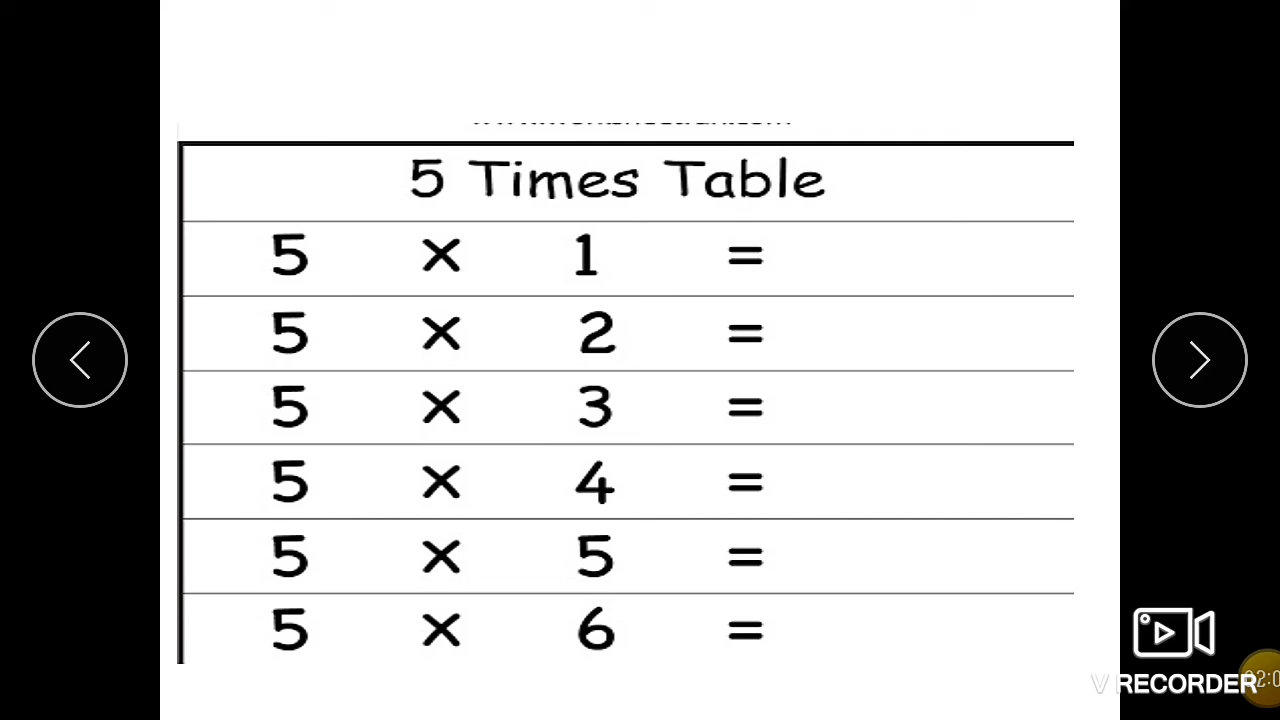 5 Times Table
5 × 1 =
5 × 2 =
5 × 3 =
5 × 4 =
5 × 5 =
5 × 6 =
V RECORDER